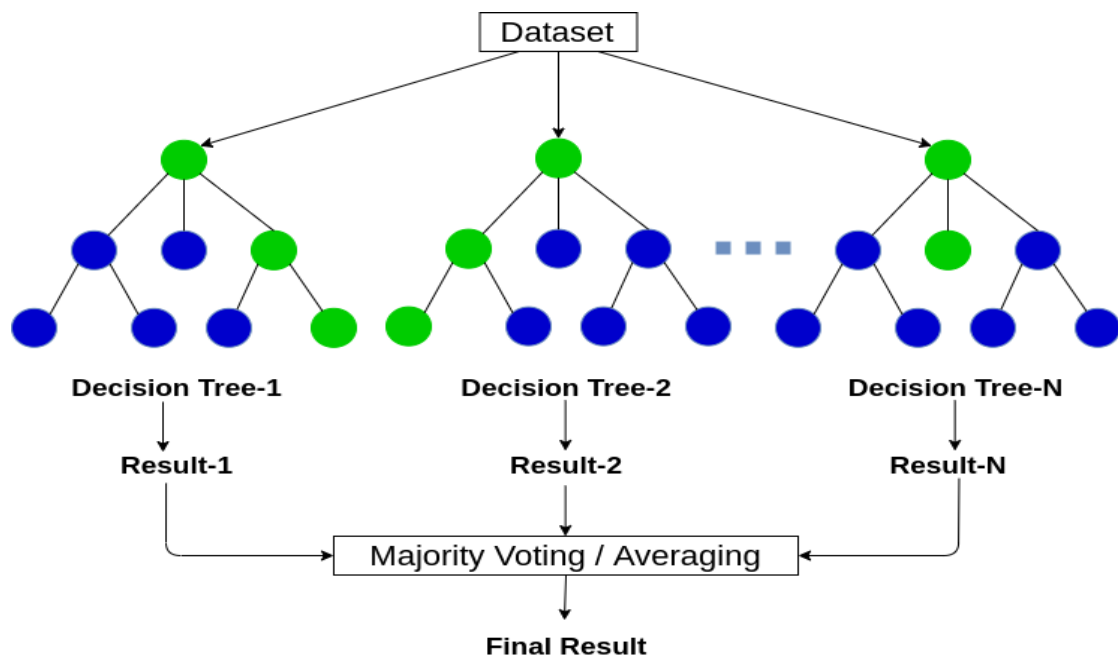 Dataset
Decision Tree-1
Decision Tree-2
Decision Tree-N
Result-1
Result-2
Result-N
Majority Voting / Averaging
Final Result